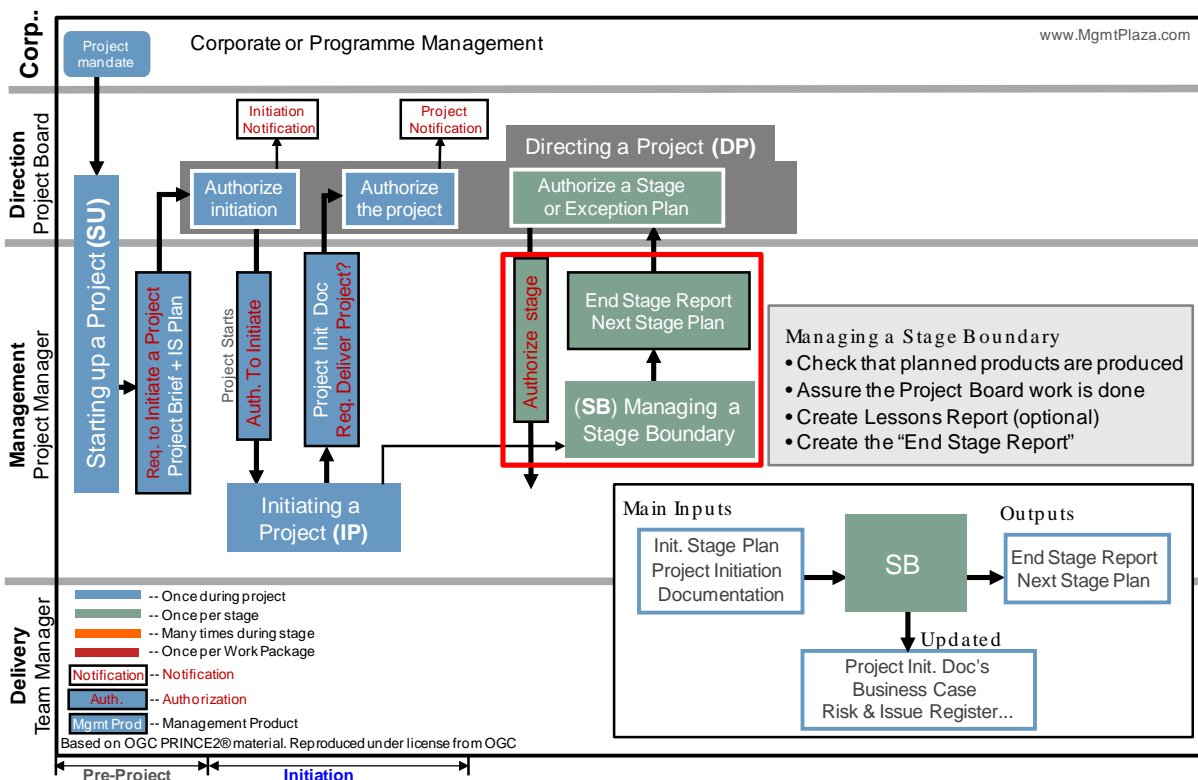 Corp..
Project
mandate
Corporate or Programme Management
www.MgmtPlaza.com
Direction
Project Board
Initiation
Notification
Project
Notification
Directing a Project (DP)
Authorize
initiation
Authorize
the project
Authorize a Stage
or Exception Plan
Management
Project Manager
Starting up a Project (SU)
Req. to Initiate a Project
Project Brief + IS Plan
Project Starts
Auth. To Initiate
Project Init Doc
Req. Deliver Project?
Authorize stage
End Stage Report
Next Stage Plan
(SB) Managing a
Stage Boundary
Initiating a
Project (IP)
Managing a Stage Boundary
• Check that planned products are produced
• Assure the Project Board work is done
• Create Lessons Report (optional)
• Create the “End Stage Report”
Main Inputs
Init. Stage Plan
Project Initiation
Documentation
SB
Outputs
End Stage Report
Next Stage Plan
Updated
Project Init. Doc's
Business Case
Risk & Issue Register...
Delivery
Team Manager
-- Once during project
-- Once per stage
-- Many times during stage
-- Once per Work Package
Notification -- Notification
Auth. -- Authorization
Mgmt Prod -- Management Product
Based on OGC PRINCE2® material. Reproduced under license from OGC
Pre-Project
Initiation